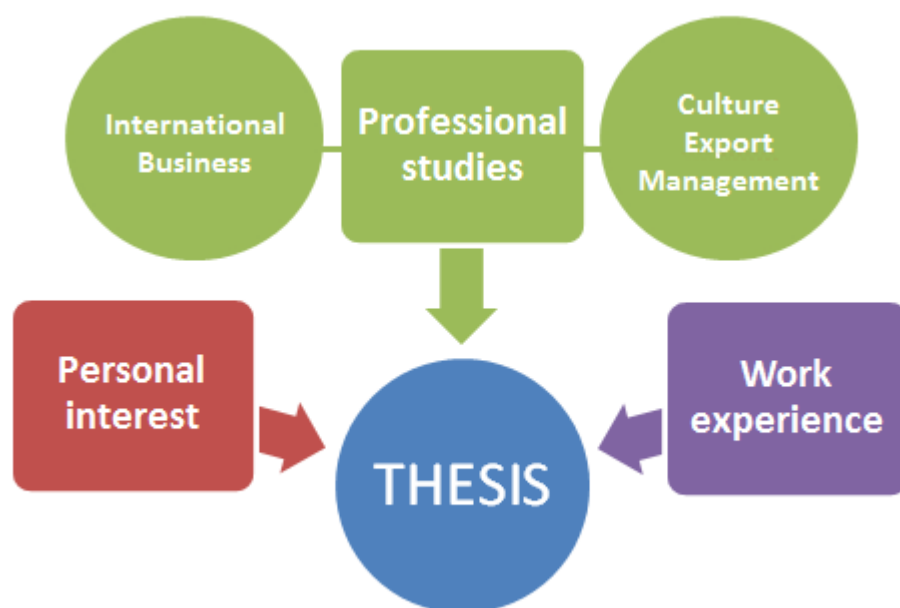 International
Business
Professional
studies
Culture
Export
Management
Personal
interest
Work
experience
THESIS